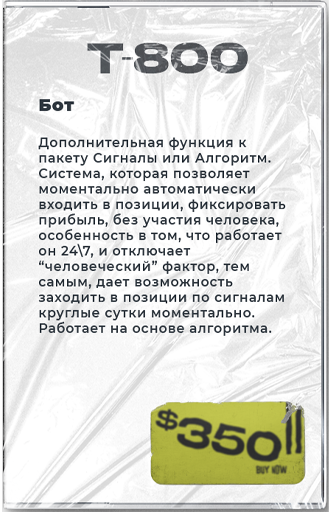 T-800
Бот
Дополнительная функция к
пакету Сигналы или Алгоритм.
Система, которая позволяет
моментально автоматически
входить в позиции, фиксировать
прибыль, без участия человека,
особенность в том, что работает
он 24\7, и отключает
“человеческий” фактор, тем
самым, дает возможность
заходить в позиции по сигналам
круглые сутки моментально.
Работает на основе алгоритма.
$350
BUY NOW